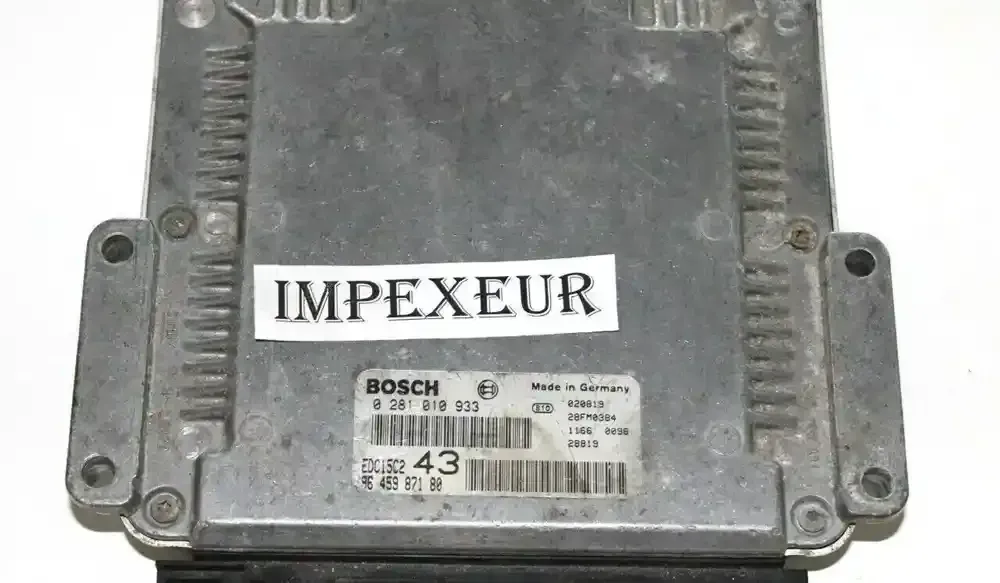 IMPEXEUR
BOSCH Made in Germany
0 281 010 933 020819
28FM0384
1166 0096
28819
EDC15C2 43
96 459 871 80